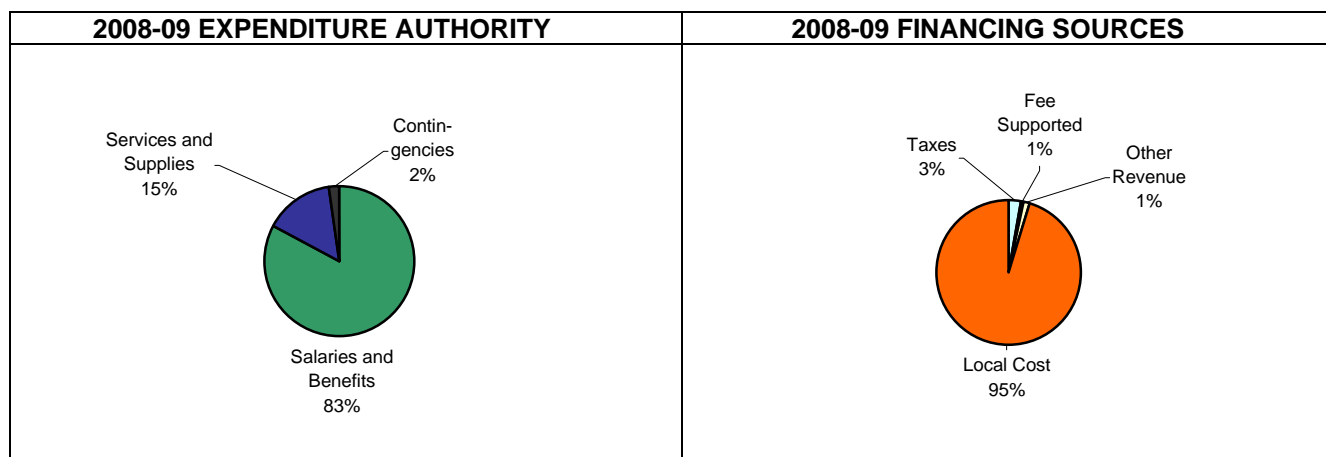 2008-09 EXPENDITURE AUTHORITY
Services and
Supplies
15%
Contin-
gencies
2%
Salaries and
Benefits
83%
2008-09 FINANCING SOURCES
Taxes
3%
Fee
Supported
1%
Other
Revenue
1%
Local Cost
95%